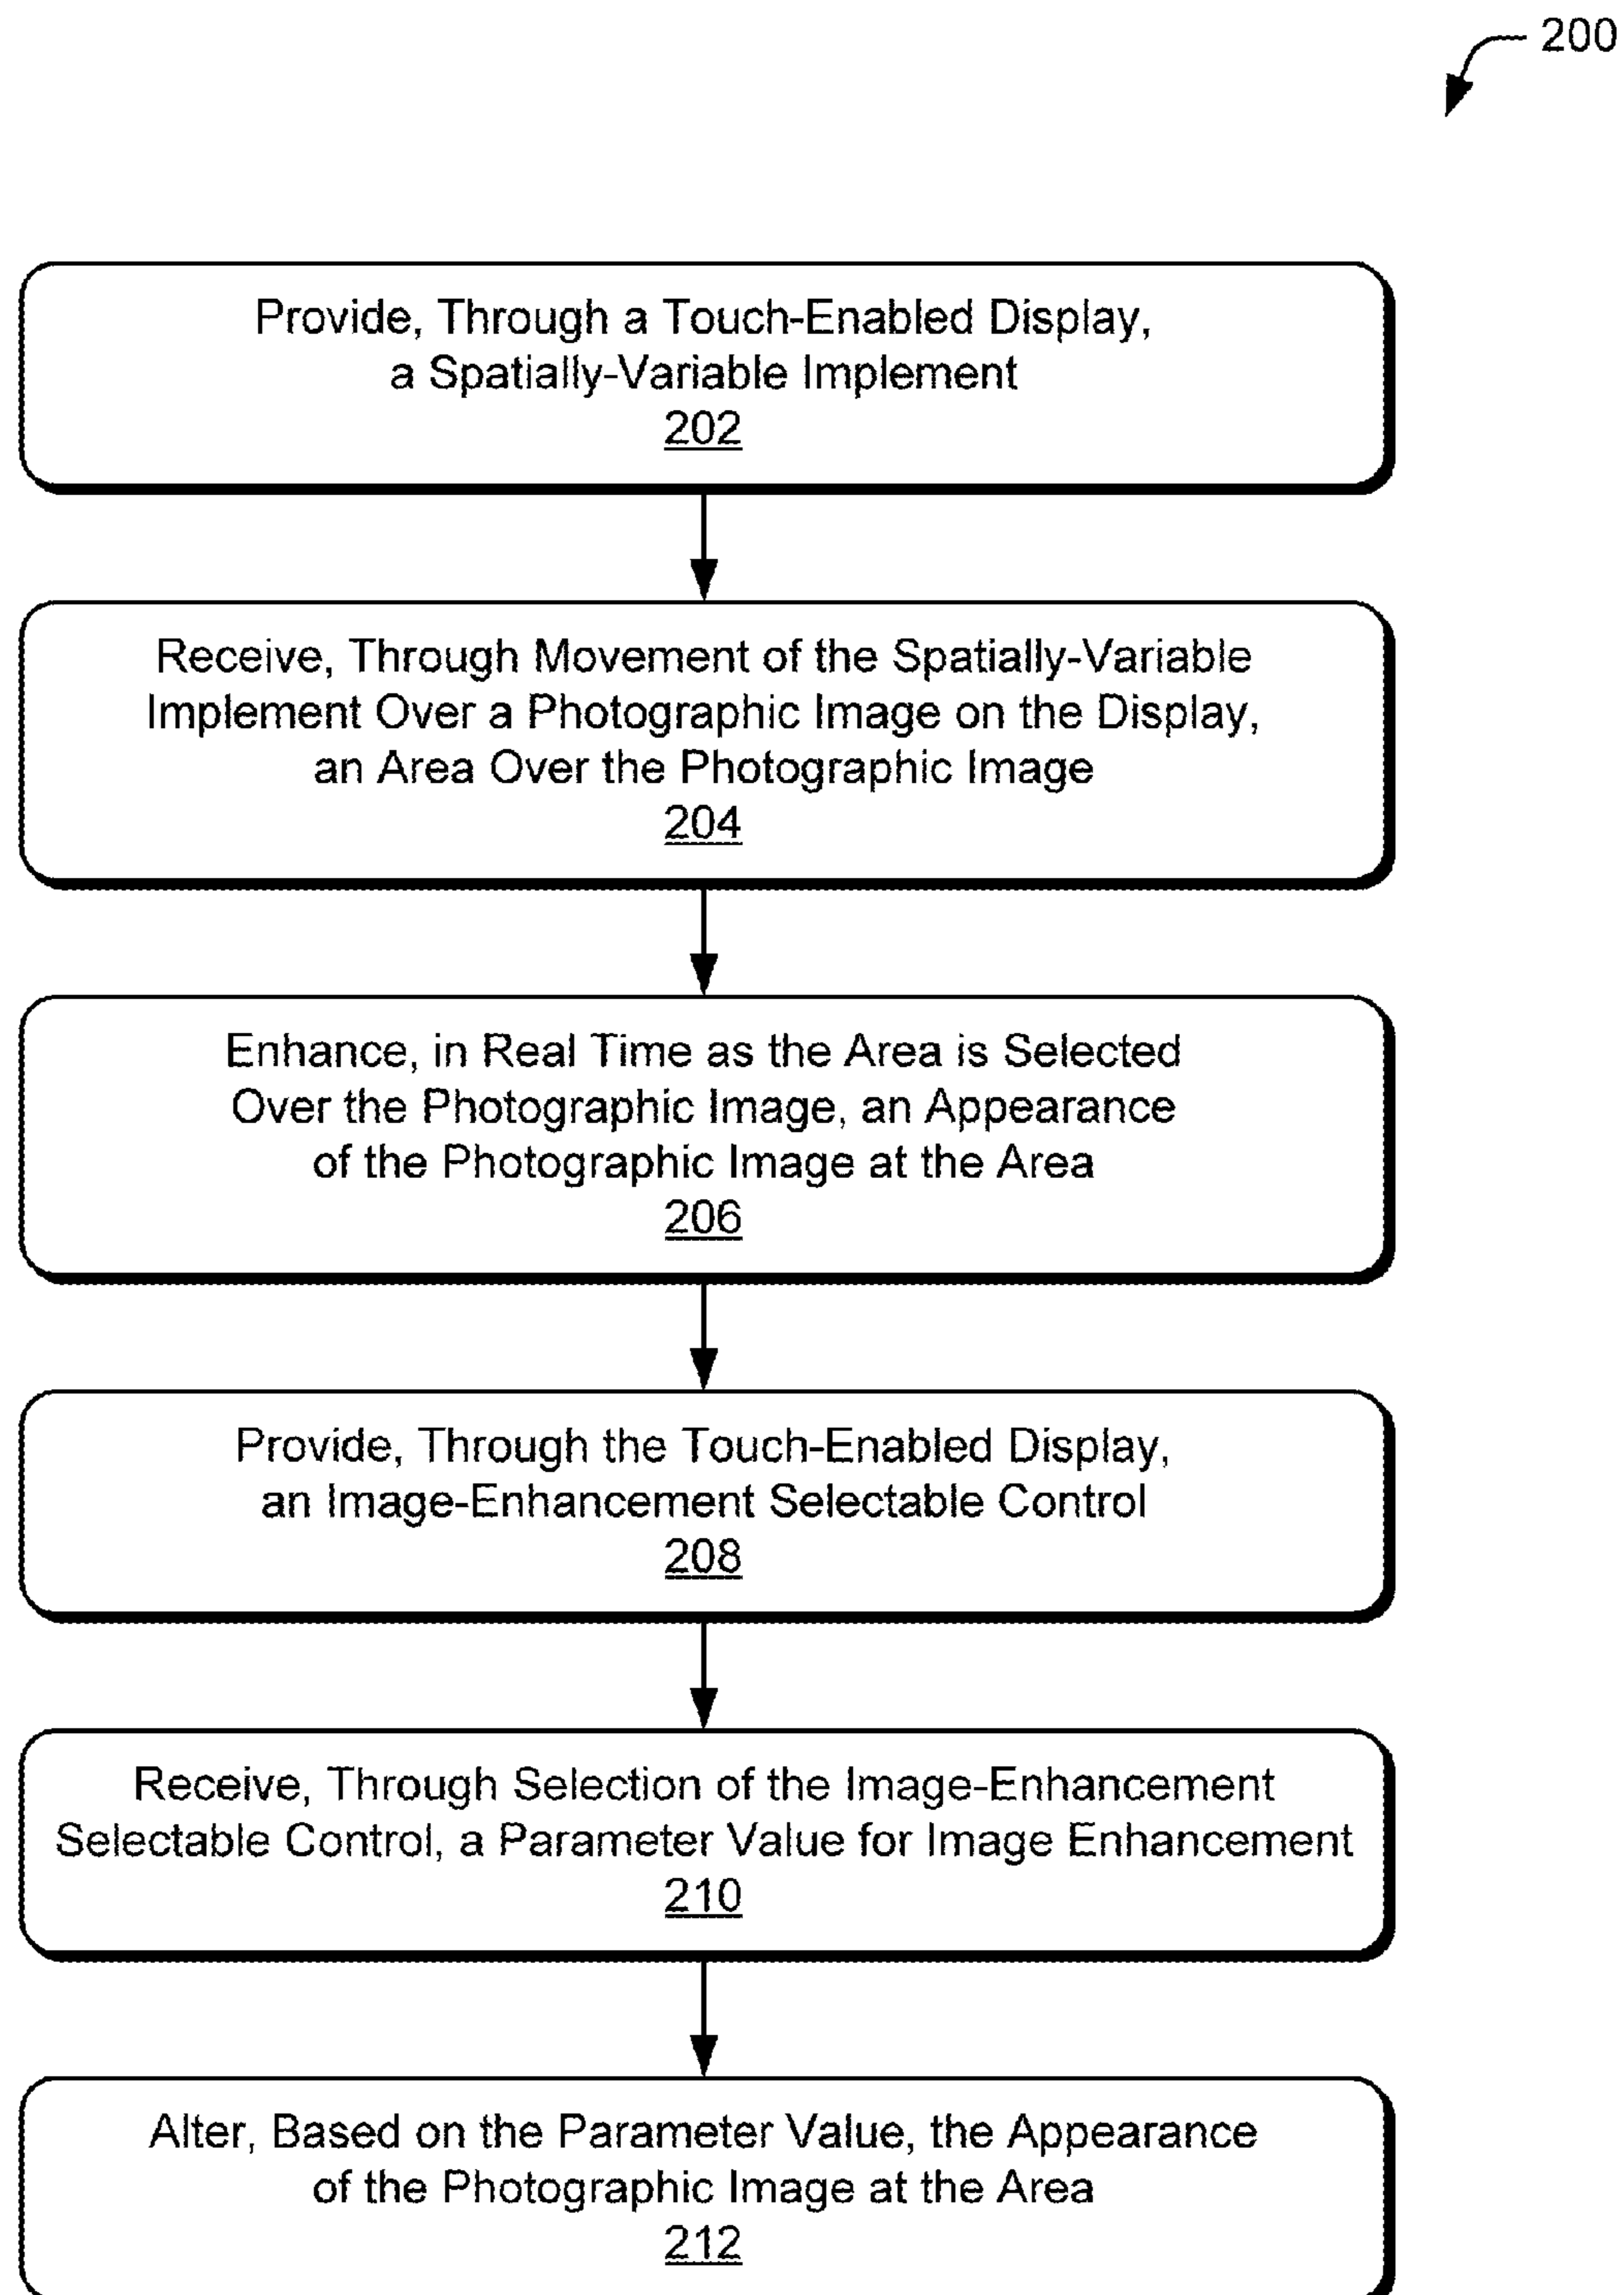 200
Provide, Through a Touch-Enabled Display,
a Spatially-Variable Implement
202
Receive, Through Movement of the Spatially-Variable
Implement Over a Photographic Image on the Display,
an Area Over the Photographic Image
204
Enhance, in Real Time as the Area is Selected
Over the Photographic Image, an Appearance
of the Photographic Image at the Area
206
Provide, Through the Touch-Enabled Display,
an Image-Enhancement Selectable Control
208
Receive, Through Selection of the Image-Enhancement
Selectable Control, a Parameter Value for Image Enhancement
210
Alter, Based on the Parameter Value, the Appearance
of the Photographic Image at the Area
212